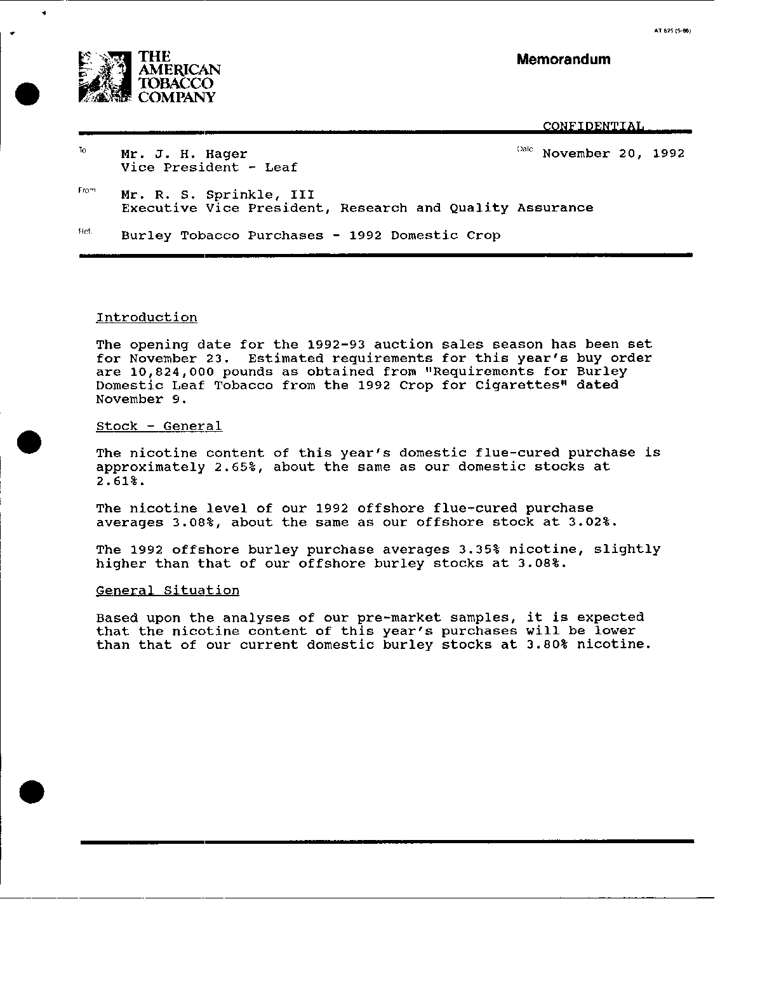 AT 675 (5-86)
THE
AMERICAN
TOBACCO
COMPANY
Memorandum
CONFIDENTIAL
To Mr. J. H. Hager Date November 20, 1992
Vice President - Leaf
From Mr. R. S. Sprinkle, III
Executive Vice President, Research and Quality Assurance
Ref. Burley Tobacco Purchases - 1992 Domestic Crop
Introduction
The opening date for the 1992-93 auction sales season has been set
for November 23. Estimated requirements for this year's buy order
are 10,824,000 pounds as obtained from "Requirements for Burley
Domestic Leaf Tobacco from the 1992 Crop for Cigarettes" dated
November 9.
Stock - General
The nicotine content of this year's domestic flue-cured purchase is
approximately 2.65%, about the same as our domestic stocks at
2.61%.
The nicotine level of our 1992 offshore flue-cured purchase
averages 3.08%, about the same as our offshore stock at 3.02%.
The 1992 offshore burley purchase averages 3.35% nicotine, slightly
higher than that of our offshore burley stocks at 3.08%.
General Situation
Based upon the analyses of our pre-market samples, it is expected
that the nicotine content of this year's purchases will be lower
than that of our current domestic burley stocks at 3.80% nicotine.